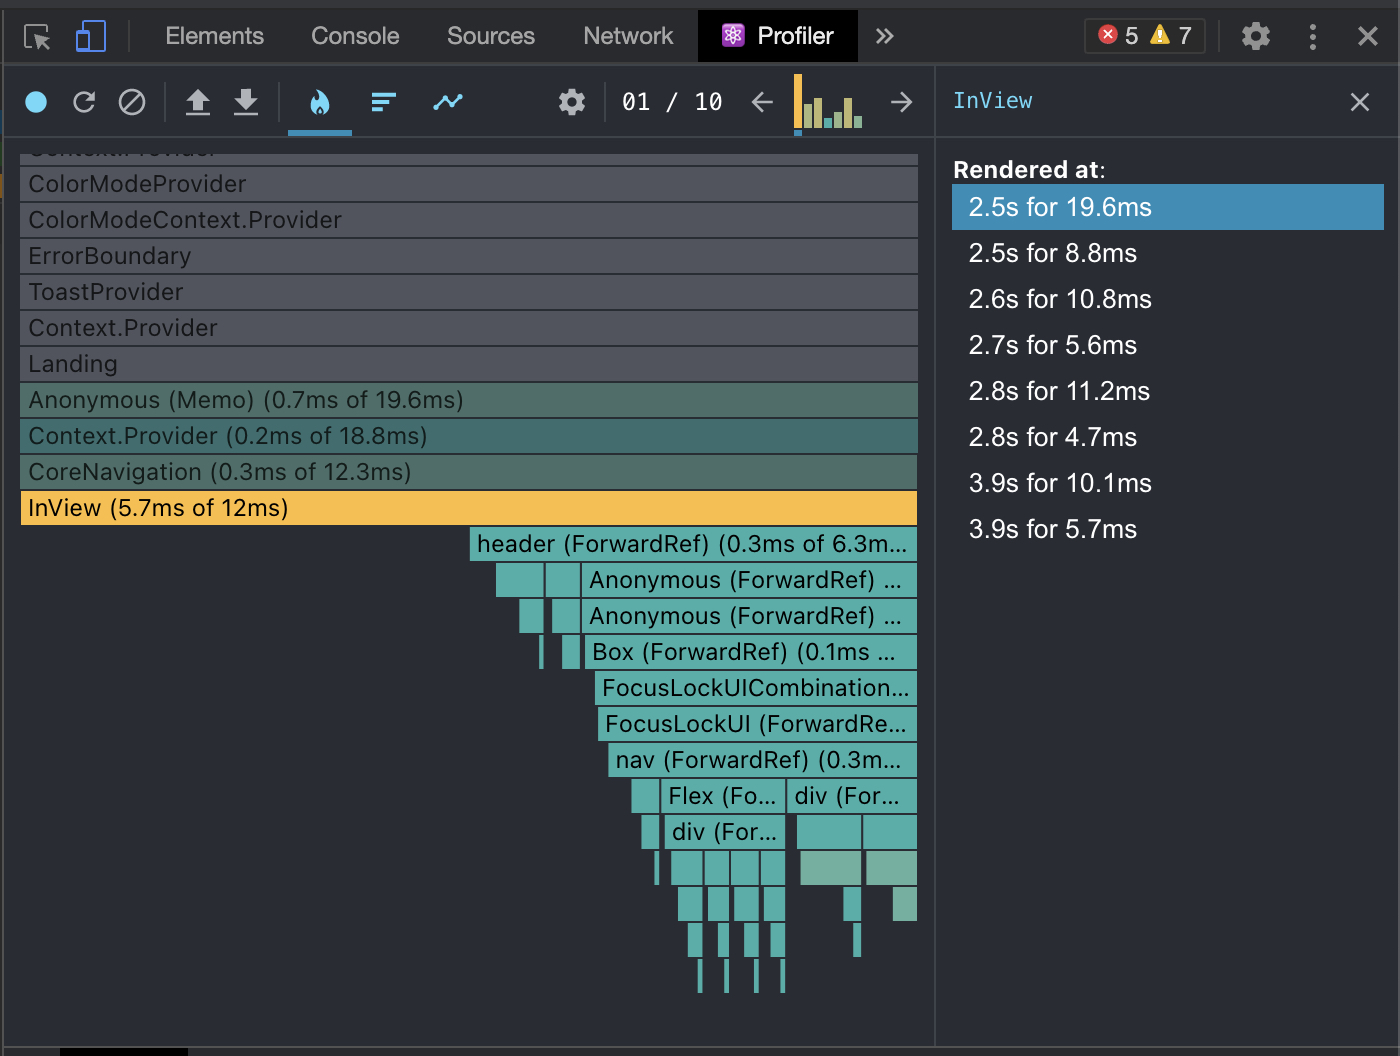 Elements Console Sources Network Profiler 5 7
01 / 10
InView
Rendered at:
2.5s for 19.6ms
2.5s for 8.8ms
2.6s for 10.8ms
2.7s for 5.6ms
2.8s for 11.2ms
2.8s for 4.7ms
3.9s for 10.1ms
3.9s for 5.7ms
Context.Provider
ColorModeProvider
ColorModeContext.Provider
ErrorBoundary
ToastProvider
Context.Provider
Landing
Anonymous (Memo) (0.7ms of 19.6ms)
Context.Provider (0.2ms of 18.8ms)
CoreNavigation (0.3ms of 12.3ms)
InView (5.7ms of 12ms)
header (ForwardRef) (0.3ms of 6.3m...
Anonymous (ForwardRef) ...
Anonymous (ForwardRef) ...
Box (ForwardRef) (0.1ms ...
FocusLockUICombination...
FocusLockUI (ForwardRe...
nav (ForwardRef) (0.3m...
Flex (Fo... div (For...
div (For...